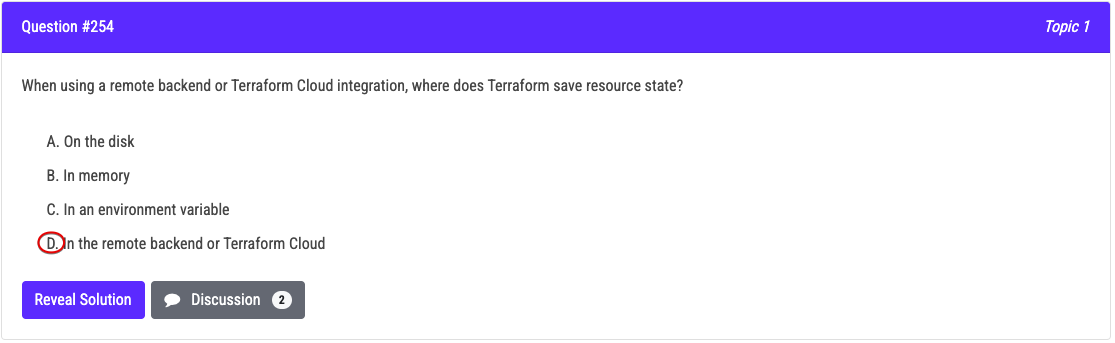 Question #254
Topic 1
When using a remote backend or Terraform Cloud integration, where does Terraform save resource state?
A. On the disk
B. In memory
C. In an environment variable
D. In the remote backend or Terraform Cloud
Reveal Solution
Discussion 2